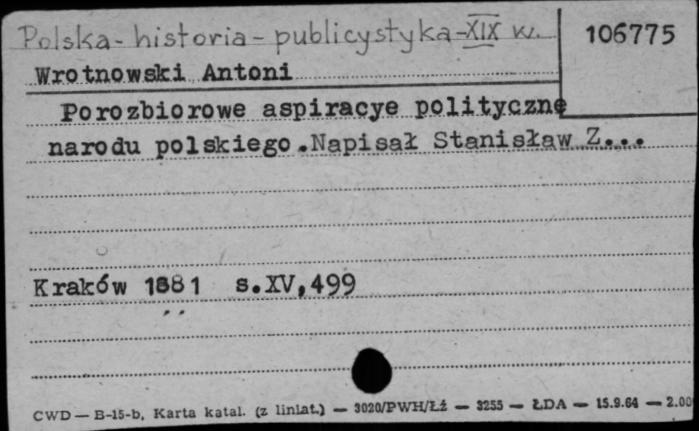 Polska - historia - publicystyka - XIX w.
106775
Wrotnowski Antoni
Porozbiorowe aspiracye polityczne
narodu polskiego.Napisał Stanisław Z...
Kraków 1881 s.XV,499
CWD — B-15-b, Karta katal. (z liniat.) — 3020/PWH/Łź — 3255 — ŁDA — 15.9.64 — 2.00